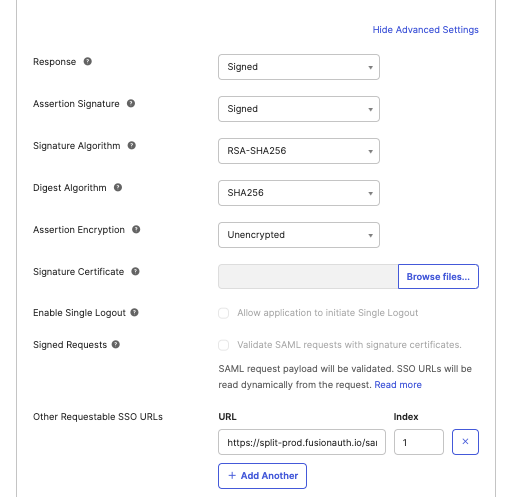 Hide Advanced Settings
Response
Signed
Assertion Signature
Signed
Signature Algorithm
RSA-SHA256
Digest Algorithm
SHA256
Assertion Encryption
Unencrypted
Signature Certificate
Browse files...
Enable Single Logout
Allow application to initiate Single Logout
Signed Requests
Validate SAML requests with signature certificates.
SAML request payload will be validated. SSO URLs will be
read dynamically from the request. Read more
Other Requestable SSO URLs
URL
Index
https://split-prod.fusionauth.io/sa
1
×
+ Add Another